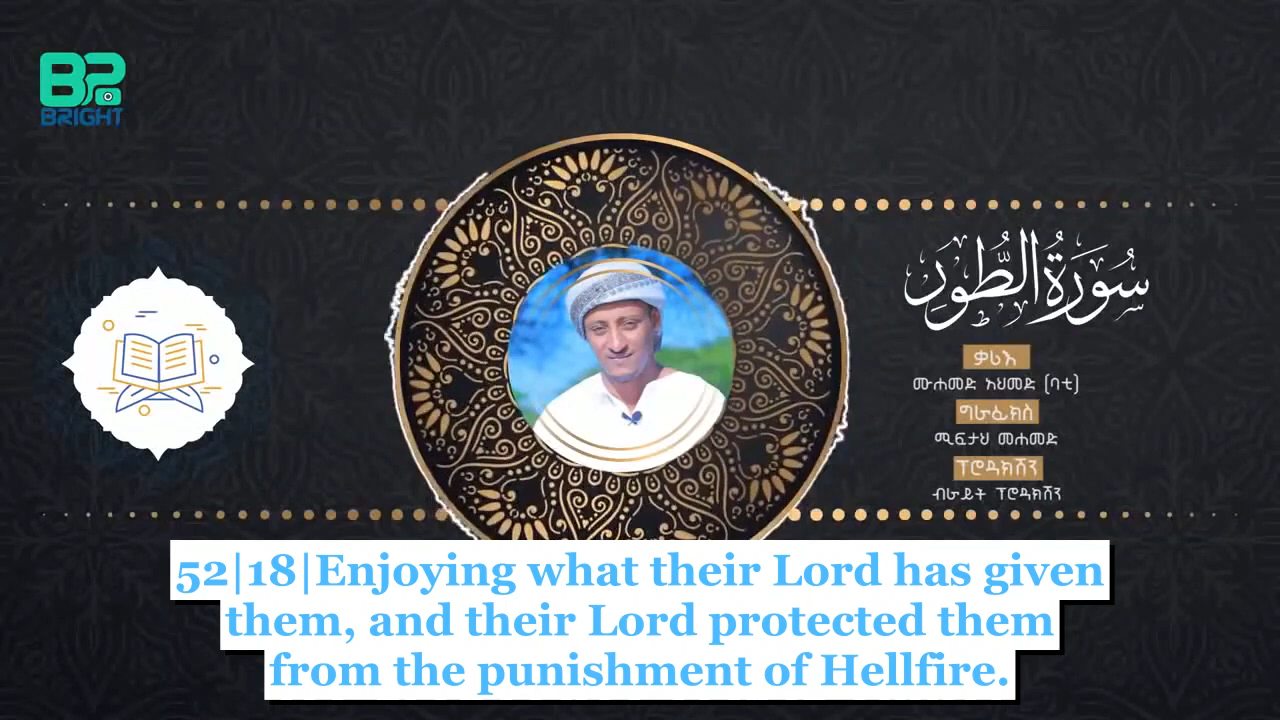 BP
BRIGHT
سُورَةُ الطُّورِ
ቃሪእ
ሙሐመድ አህመድ (ባቲ)
ግራፊክስ
ሚፍታህ መሐመድ
ፕሮዳክሽን
ብራይት ፕሮዳክሽን
52|18|Enjoying what their Lord has given
them, and their Lord protected them
from the punishment of Hellfire.